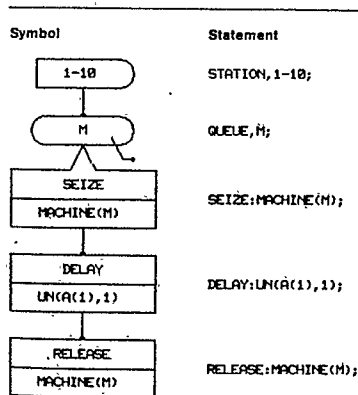 Symbol Statement
1-10 STATION,1-10;
M QUEUE,M;
SEIZE
MACHINE(M) SEIZE:MACHINE(M);
DELAY
UN(A(1),1) DELAY:UN(A(1),1);
RELEASE
MACHINE(M) RELEASE:MACHINE(M);